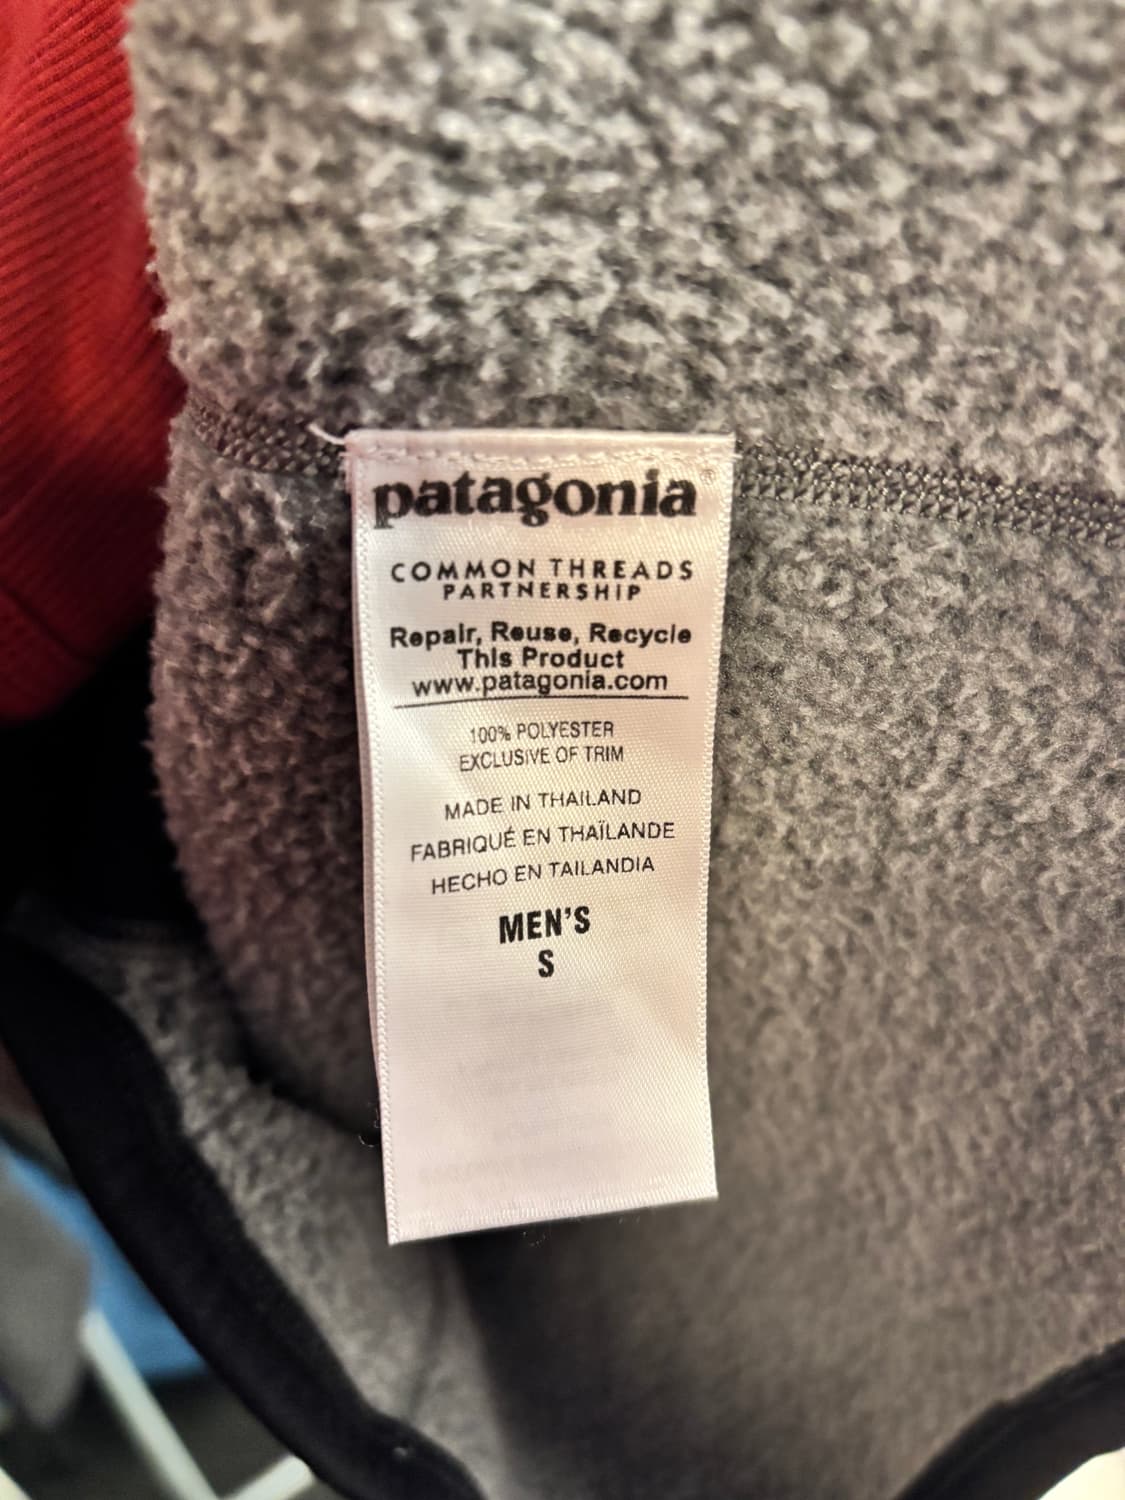 patagonia®
COMMON THREADS
PARTNERSHIP
Repair, Reuse, Recycle
This Product
www.patagonia.com
100% POLYESTER
EXCLUSIVE OF TRIM
MADE IN THAILAND
FABRIQUÉ EN THAÏLANDE
HECHO EN TAILANDIA
MEN'S
S